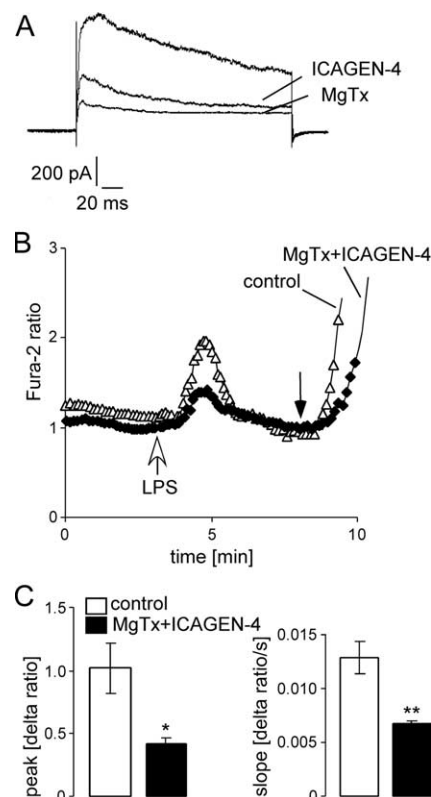 A
ICAGEN-4
MgTx
200 pA
20 ms
B
MgTx+ICAGEN-4
control
3
2
1
0
Fura-2 ratio
LPS
0
5
10
time [min]
C
control
MgTx+ICAGEN-4
1.5
1.0
0.5
0
peak [delta ratio]
*
0.015
0.010
0.005
0
slope [delta ratio/s]
**